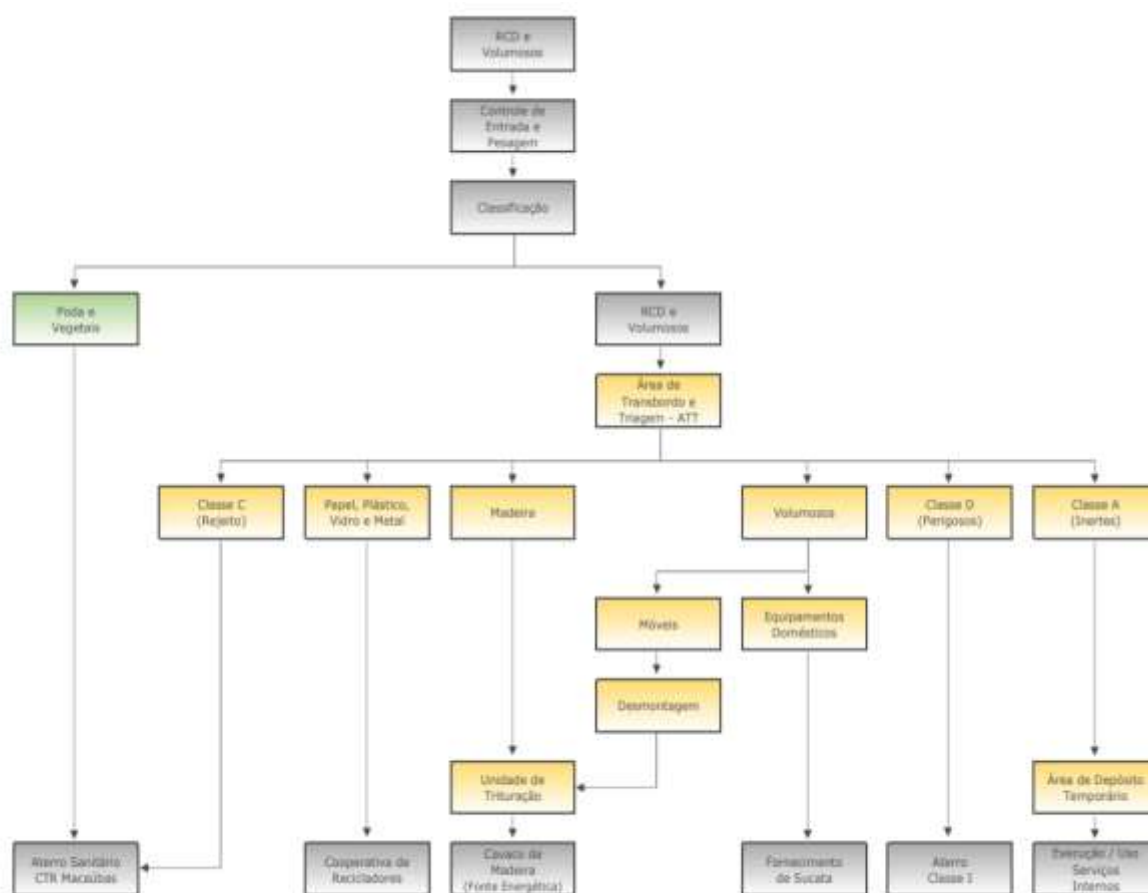 RCD e
Volumosos
Controle de
Entrada e
Pesagem
Classificação
Poda e
Vegetais
RCD e
Volumosos
Área de
Transbordo e
Triagem - ATT
Classe C
(Rejeito)
Papel, Plástico,
Vidro e Metal
Madeira
Volumosos
Classe D
(Perigosos)
Classe A
(Inertes)
Móveis
Equipamentos
Domésticos
Desmontagem
Unidade de
Trituração
Área de Depósito
Temporário
Aterro Sanitário
CTR Macaúbas
Cooperativa de
Recicladores
Cavaco de
Madeira
(Fonte Energética)
Fornecimento
de Sucata
Aterro
Classe I
Execução / Uso
Serviços
Internos